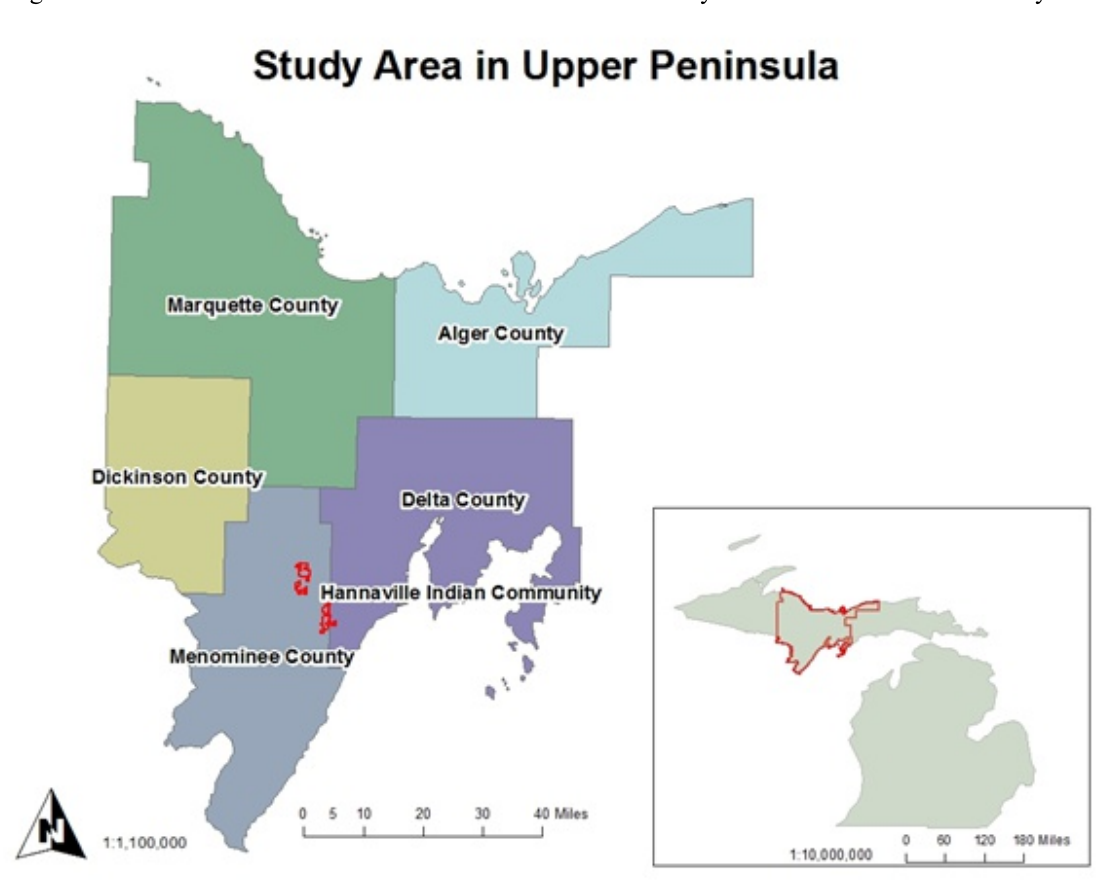 Study Area in Upper Peninsula
Marquette County
Alger County
Dickinson County
Delta County
Hannaville Indian Community
Menominee County
N
1:1,100,000
0 5 10 20 30 40 Miles
0 60 120 180 Miles
1:10,000,000